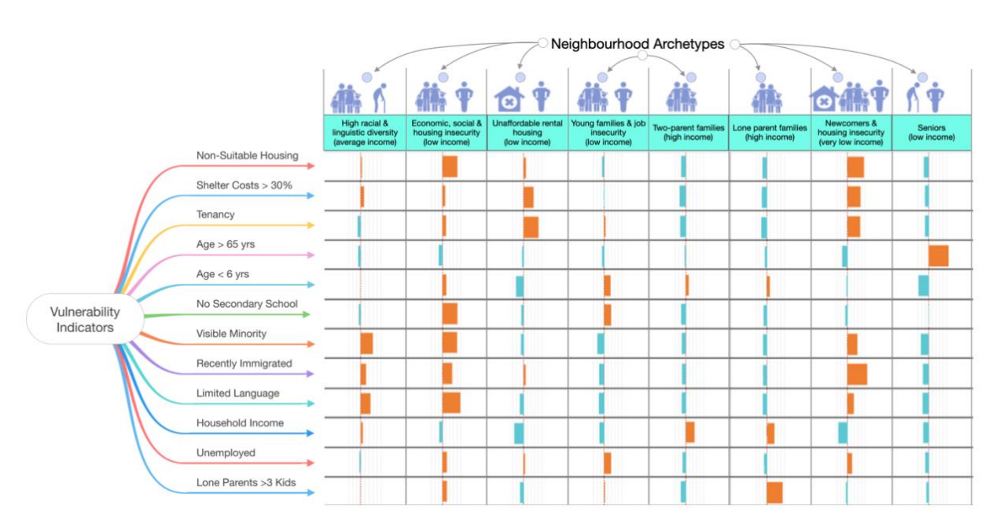 Neighbourhood Archetypes
High racial &
linguistic diversity
(average income)
Economic, social &
housing insecurity
(low income)
Unaffordable rental
housing
(low income)
Young families & job
insecurity
(low income)
Two-parent families
(high income)
Lone parent families
(high income)
Newcomers &
housing insecurity
(very low income)
Seniors
(low income)
Vulnerability
Indicators
Non-Suitable Housing
Shelter Costs > 30%
Tenancy
Age > 65 yrs
Age < 6 yrs
No Secondary School
Visible Minority
Recently Immigrated
Limited Language
Household Income
Unemployed
Lone Parents >3 Kids